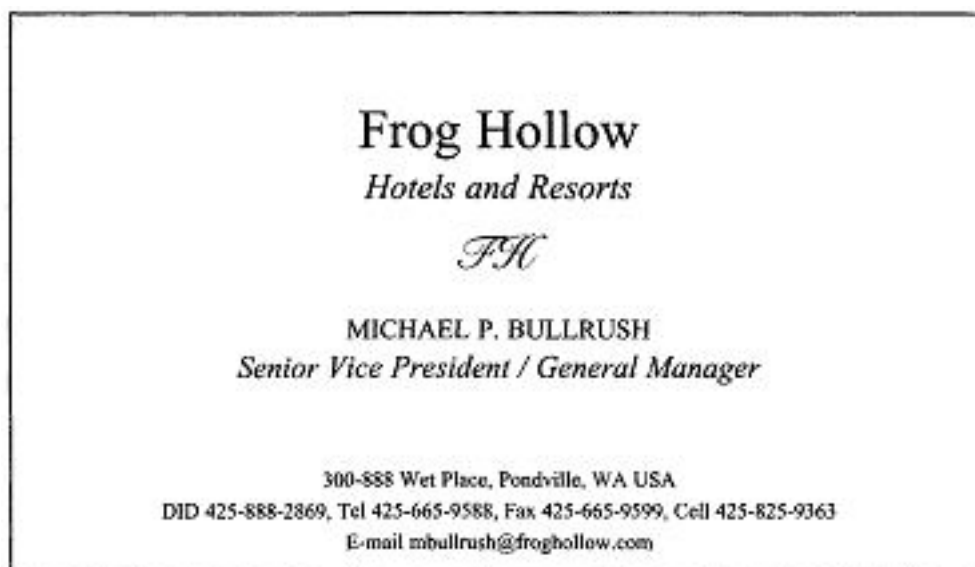 Frog Hollow
Hotels and Resorts
FH
MICHAEL P. BULLRUSH
Senior Vice President / General Manager
300-888 Wet Place, Pondville, WA USA
DID 425-888-2869, Tel 425-665-9588, Fax 425-665-9599, Cell 425-825-9363
E-mail mbullrush@froghollow.com